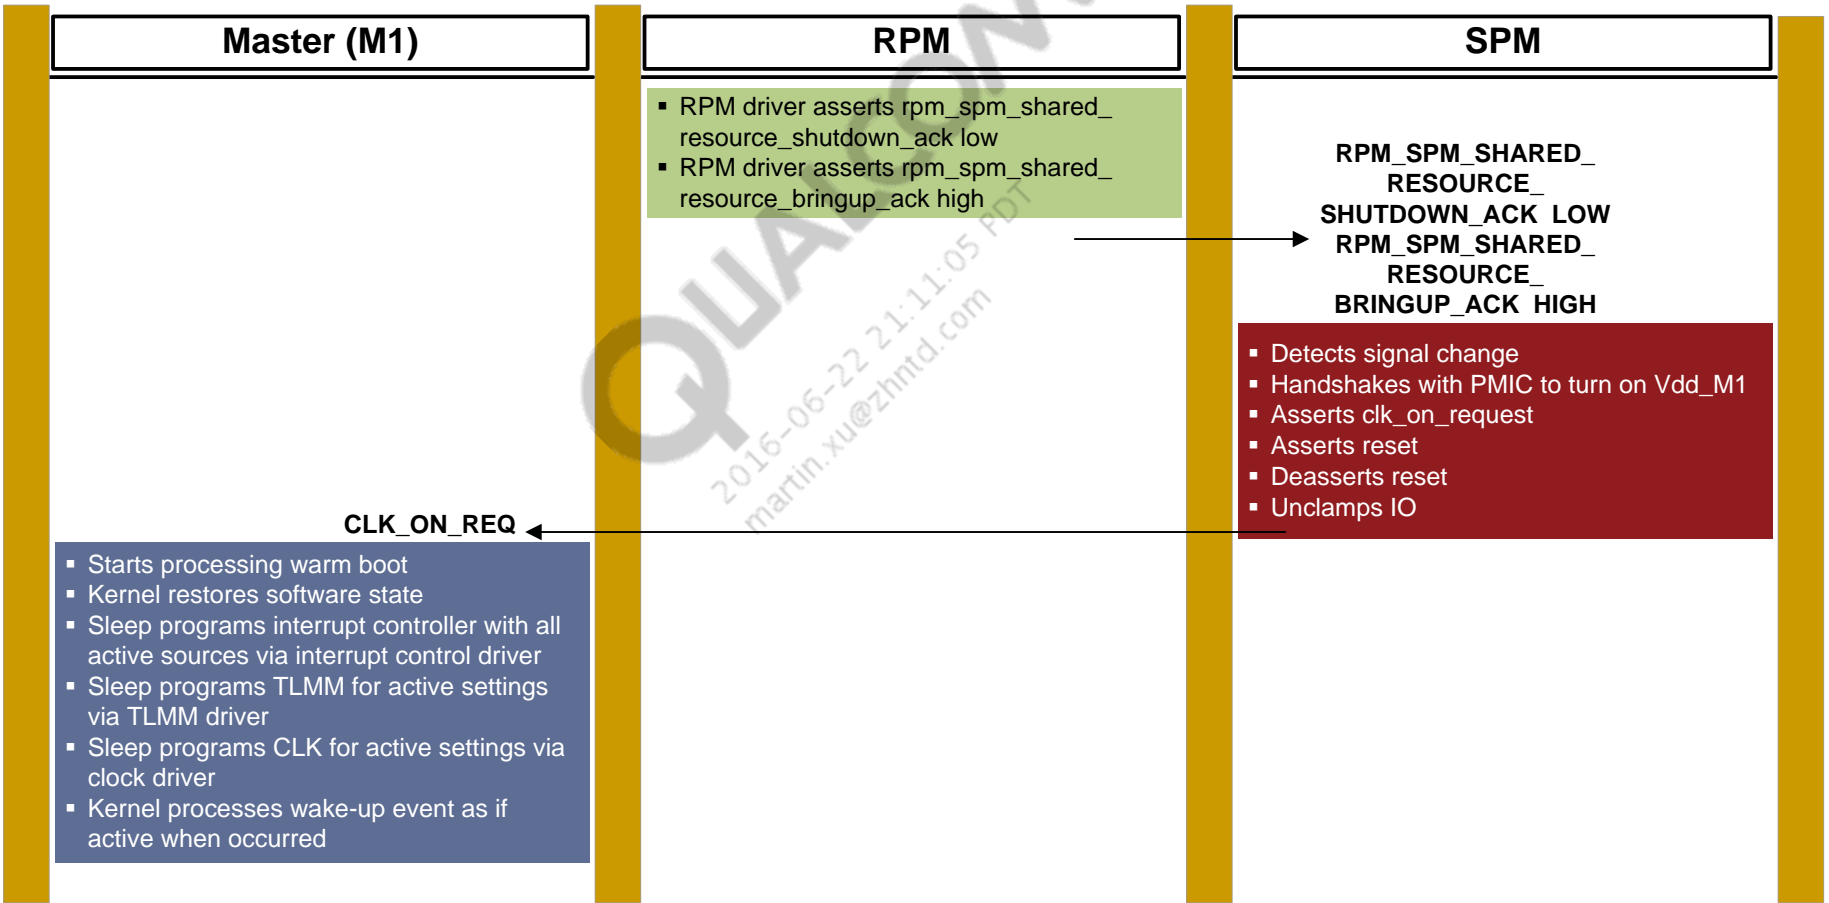 Master (M1)
RPM
SPM
▪ RPM driver asserts rpm_spm_shared_
resource_shutdown_ack low
▪ RPM driver asserts rpm_spm_shared_
resource_bringup_ack high
RPM_SPM_SHARED_
RESOURCE_
SHUTDOWN_ACK LOW
RPM_SPM_SHARED_
RESOURCE_
BRINGUP_ACK HIGH
▪ Detects signal change
▪ Handshakes with PMIC to turn on Vdd_M1
▪ Asserts clk_on_request
▪ Asserts reset
▪ Deasserts reset
▪ Unclamps IO
CLK_ON_REQ
▪ Starts processing warm boot
▪ Kernel restores software state
▪ Sleep programs interrupt controller with all
active sources via interrupt control driver
▪ Sleep programs TLMM for active settings
via TLMM driver
▪ Sleep programs CLK for active settings via
clock driver
▪ Kernel processes wake-up event as if
active when occurred
QUALCOM
2016-06-22 21:11:05 PDT
martin.xu@zhntd.com